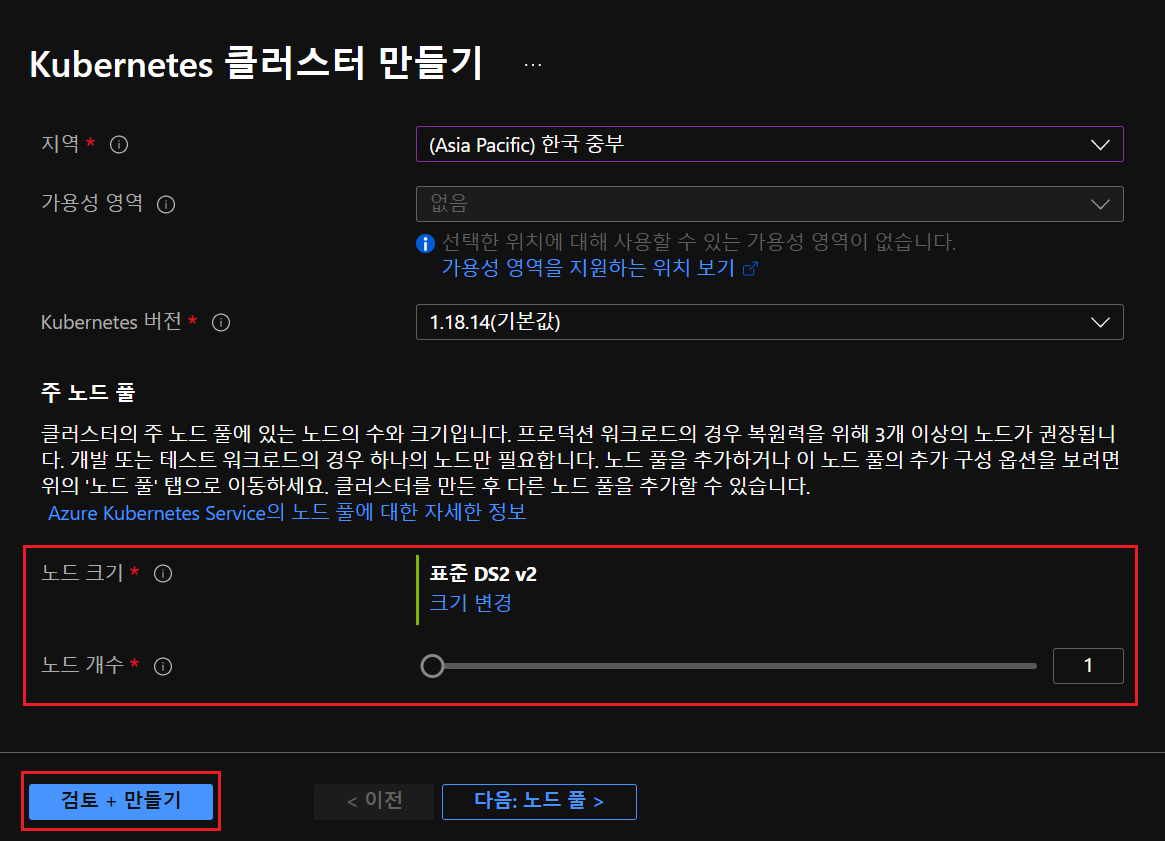 Kubernetes 클러스터 만들기 ...
지역 *
(Asia Pacific) 한국 중부
가용성 영역
없음
선택한 위치에 대해 사용할 수 있는 가용성 영역이 없습니다.
가용성 영역을 지원하는 위치 보기
Kubernetes 버전 *
1.18.14(기본값)
주 노드 풀
클러스터의 주 노드 풀에 있는 노드의 수와 크기입니다. 프로덕션 워크로드의 경우 복원력을 위해 3개 이상의 노드가 권장됩니
다. 개발 또는 테스트 워크로드의 경우 하나의 노드만 필요합니다. 노드 풀을 추가하거나 이 노드 풀의 추가 구성 옵션을 보려면
위의 '노드 풀' 탭으로 이동하세요. 클러스터를 만든 후 다른 노드 풀을 추가할 수 있습니다.
Azure Kubernetes Service의 노드 풀에 대한 자세한 정보
노드 크기 *
표준 DS2 v2
크기 변경
노드 개수 *
1
검토 + 만들기
< 이전
다음: 노드 풀 >